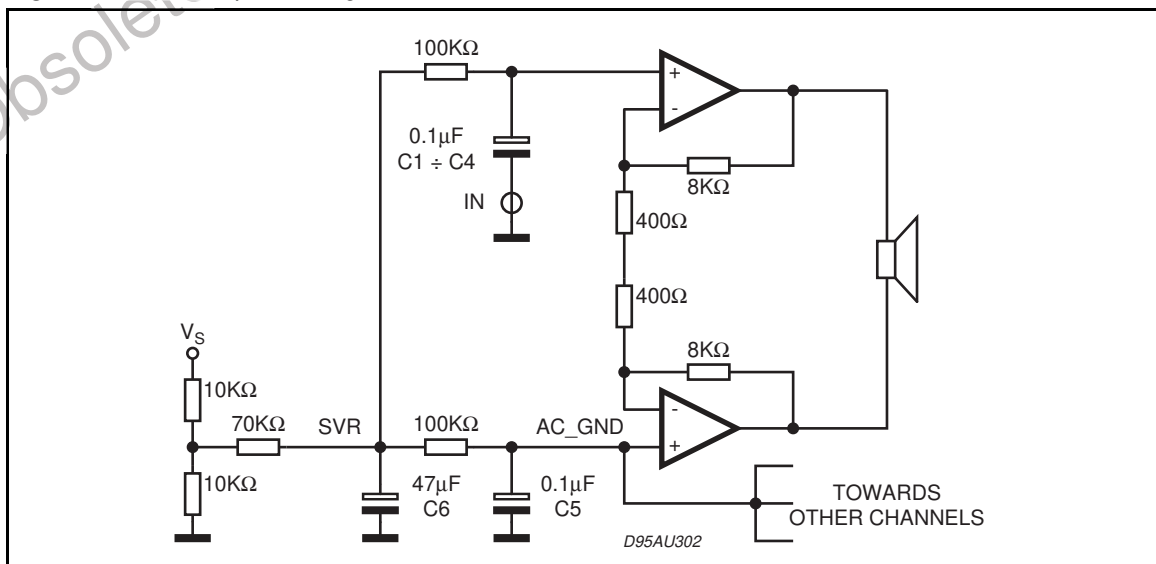 obsolete
100KΩ
+
-
0.1µF
C1 ÷ C4
8KΩ
IN
400Ω
400Ω
8KΩ
VS
10KΩ
70KΩ
SVR
100KΩ
AC_GND
-
+
10KΩ
47µF
C6
0.1µF
C5
TOWARDS
OTHER CHANNELS
D95AU302